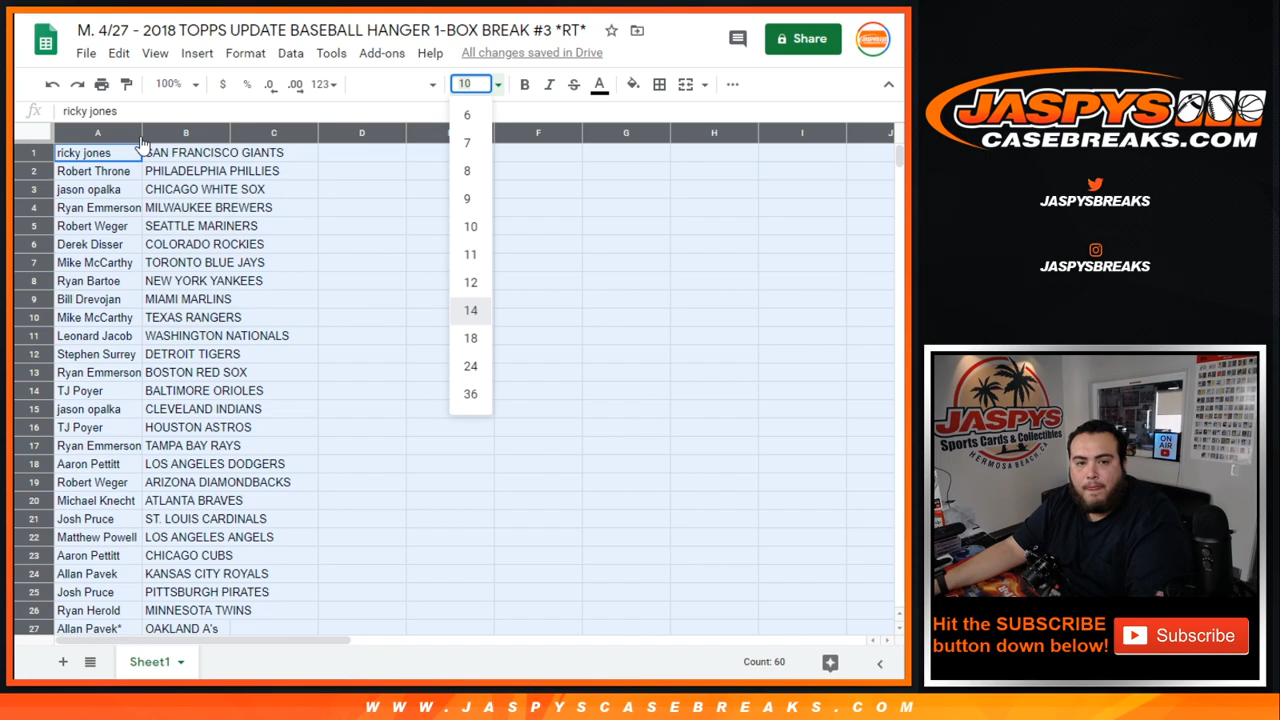 M. 4/27 - 2018 TOPPS UPDATE BASEBALL HANGER 1-BOX BREAK #3 *RT*
File Edit View Insert Format Data Tools Add-ons Help All changes saved in Drive
Share
100% $ % .0 .00 123 10 B I S A
fx ricky jones
A B C D F G H I J
1 ricky jones SAN FRANCISCO GIANTS
2 Robert Throne PHILADELPHIA PHILLIES
3 jason opalka CHICAGO WHITE SOX
4 Ryan Emmerson MILWAUKEE BREWERS
5 Robert Weger SEATTLE MARINERS
6 Derek Disser COLORADO ROCKIES
7 Mike McCarthy TORONTO BLUE JAYS
8 Ryan Bartoe NEW YORK YANKEES
9 Bill Drevojan MIAMI MARLINS
10 Mike McCarthy TEXAS RANGERS
11 Leonard Jacob WASHINGTON NATIONALS
12 Stephen Surrey DETROIT TIGERS
13 Ryan Emmerson BOSTON RED SOX
14 TJ Poyer BALTIMORE ORIOLES
15 jason opalka CLEVELAND INDIANS
16 TJ Poyer HOUSTON ASTROS
17 Ryan Emmerson TAMPA BAY RAYS
18 Aaron Pettitt LOS ANGELES DODGERS
19 Robert Weger ARIZONA DIAMONDBACKS
20 Michael Knecht ATLANTA BRAVES
21 Josh Pruce ST. LOUIS CARDINALS
22 Matthew Powell LOS ANGELES ANGELS
23 Aaron Pettitt CHICAGO CUBS
24 Allan Pavek KANSAS CITY ROYALS
25 Josh Pruce PITTSBURGH PIRATES
26 Ryan Herold MINNESOTA TWINS
27 Allan Pavek* OAKLAND A's
6
7
8
9
10
11
12
14
18
24
36
Sheet1
Count: 60
JASPYS
CASEBREAKS.COM
JASPYSBREAKS
JASPYSBREAKS
JASPYS
Sports Cards & Collectibles
HERMOSA BEACH, CA
ON AIR
Hit the SUBSCRIBE
button down below!
Subscribe
WWW.JASPYSCASEBREAKS.COM